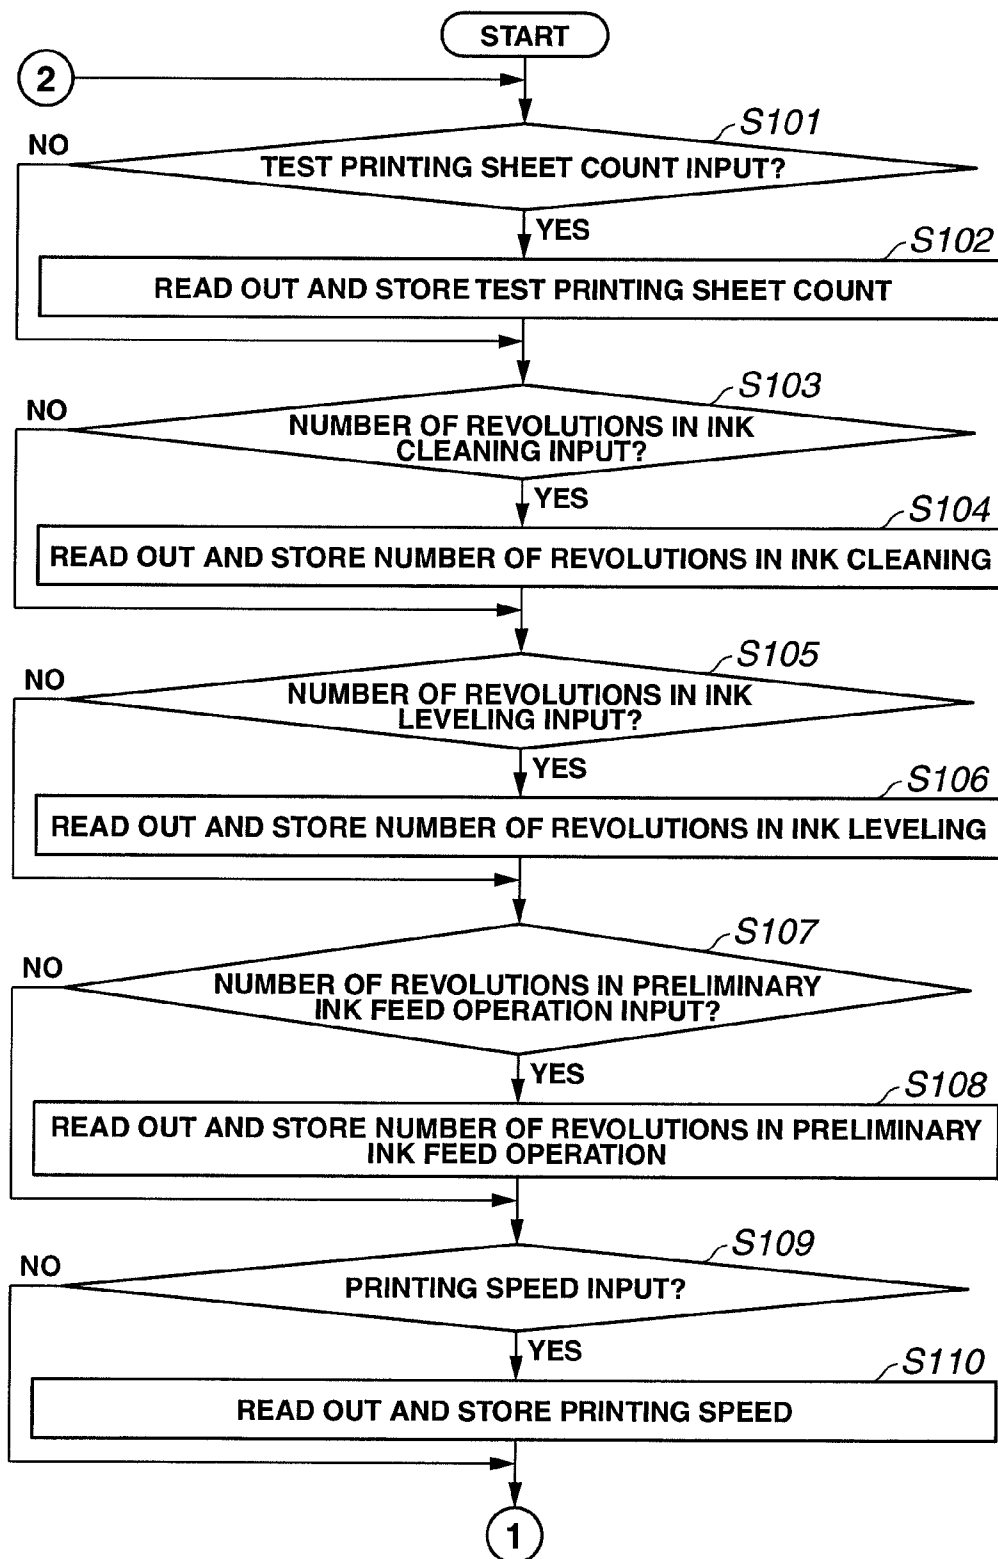 START
2
S101
NO
TEST PRINTING SHEET COUNT INPUT?
YES
S102
READ OUT AND STORE TEST PRINTING SHEET COUNT
S103
NO
NUMBER OF REVOLUTIONS IN INK
CLEANING INPUT?
YES
S104
READ OUT AND STORE NUMBER OF REVOLUTIONS IN INK CLEANING
S105
NO
NUMBER OF REVOLUTIONS IN INK
LEVELING INPUT?
YES
S106
READ OUT AND STORE NUMBER OF REVOLUTIONS IN INK LEVELING
S107
NO
NUMBER OF REVOLUTIONS IN PRELIMINARY
INK FEED OPERATION INPUT?
YES
S108
READ OUT AND STORE NUMBER OF REVOLUTIONS IN PRELIMINARY
INK FEED OPERATION
S109
NO
PRINTING SPEED INPUT?
YES
S110
READ OUT AND STORE PRINTING SPEED
1